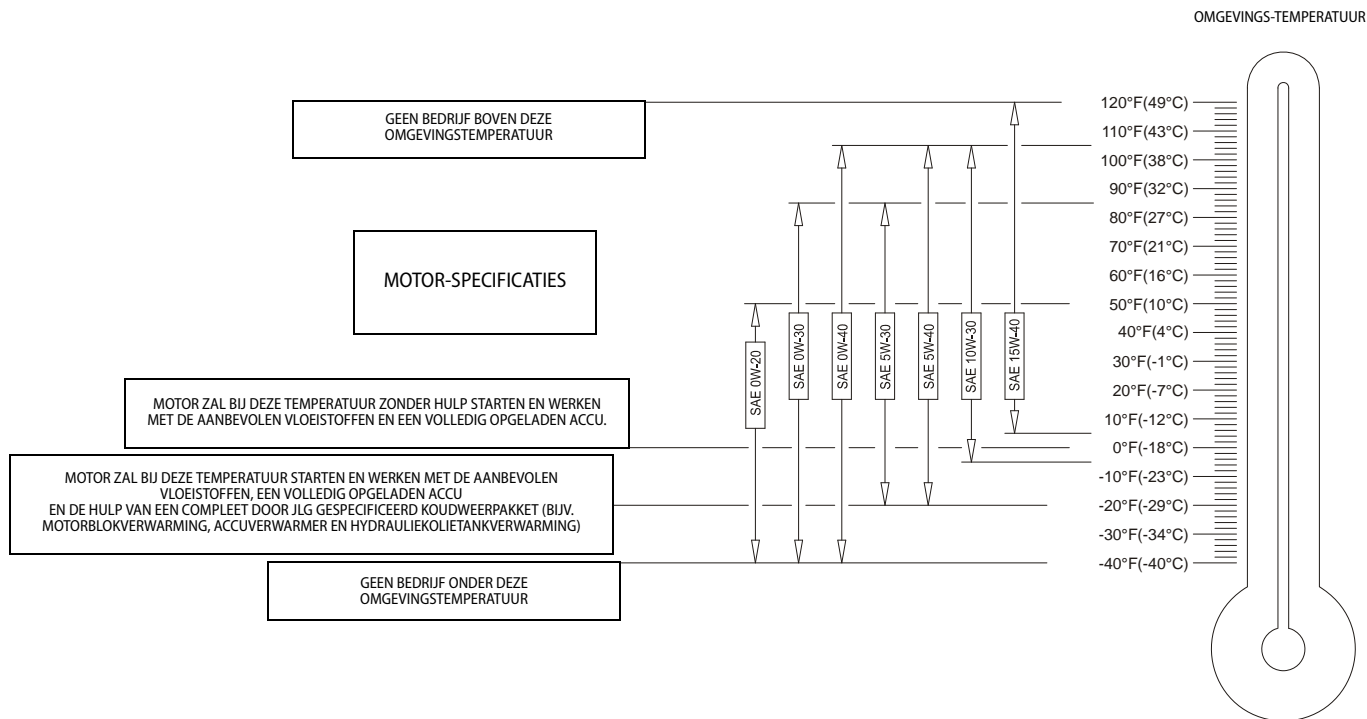 OMGEVINGS-TEMPERATUUR
GEEN BEDRIJF BOVEN DEZE
OMGEVINGSTEMPERATUUR
120°F(49°C)
110°F(43°C)
100°F(38°C)
90°F(32°C)
80°F(27°C)
70°F(21°C)
60°F(16°C)
50°F(10°C)
40°F(4°C)
30°F(-1°C)
20°F(-7°C)
10°F(-12°C)
0°F(-18°C)
-10°F(-23°C)
-20°F(-29°C)
-30°F(-34°C)
-40°F(-40°C)
MOTOR-SPECIFICATIES
SAE 0W-20
SAE 0W-30
SAE 0W-40
SAE 5W-30
SAE 5W-40
SAE 10W-30
SAE 15W-40
MOTOR ZAL BIJ DEZE TEMPERATUUR ZONDER HULP STARTEN EN WERKEN
MET DE AANBEVOLEN VLOEISTOFFEN EN EEN VOLLEDIG OPGELADEN ACCU.
MOTOR ZAL BIJ DEZE TEMPERATUUR STARTEN EN WERKEN MET DE AANBEVOLEN
VLOEISTOFFEN, EEN VOLLEDIG OPGELADEN ACCU
EN DE HULP VAN EEN COMPLEET DOOR JLG GESPECIFICEERD KOUDWEERPAKKET (BIJV.
MOTORBLOKVERWARMING, ACCUVERWARMER EN HYDRAULIEKOLIETANKVERWARMING)
GEEN BEDRIJF ONDER DEZE
OMGEVINGSTEMPERATUUR